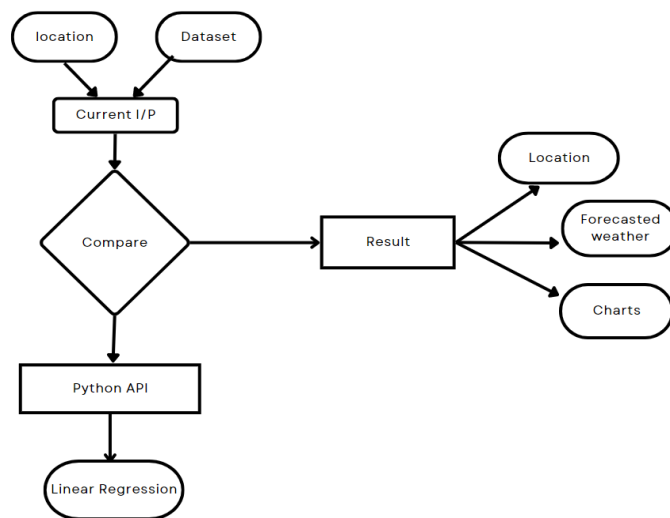 location
Dataset
Current I/P
Compare
Result
Location
Forecasted
weather
Charts
Python API
Linear Regression